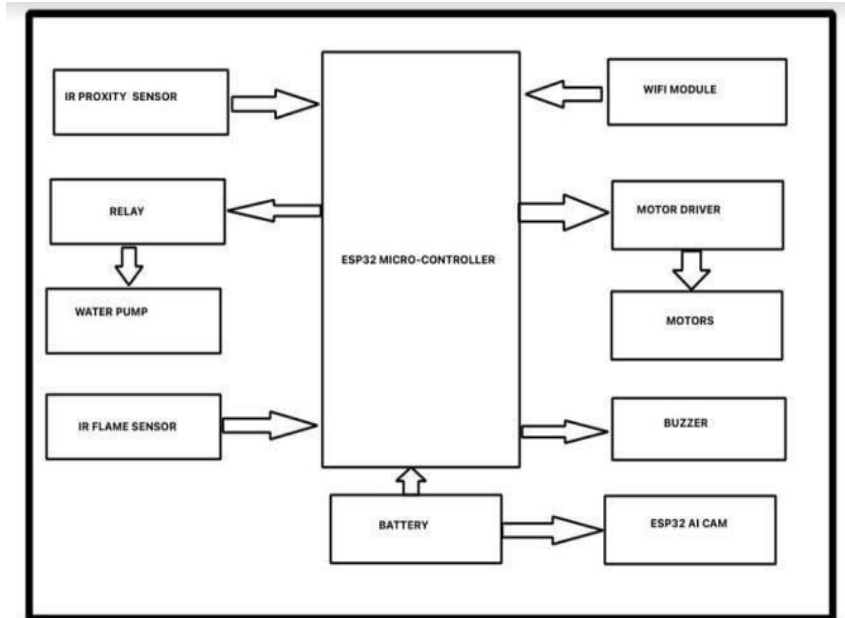 IR PROXITY SENSOR
WIFI MODULE
RELAY
MOTOR DRIVER
ESP32 MICRO-CONTROLLER
WATER PUMP
MOTORS
IR FLAME SENSOR
BUZZER
BATTERY
ESP32 AI CAM